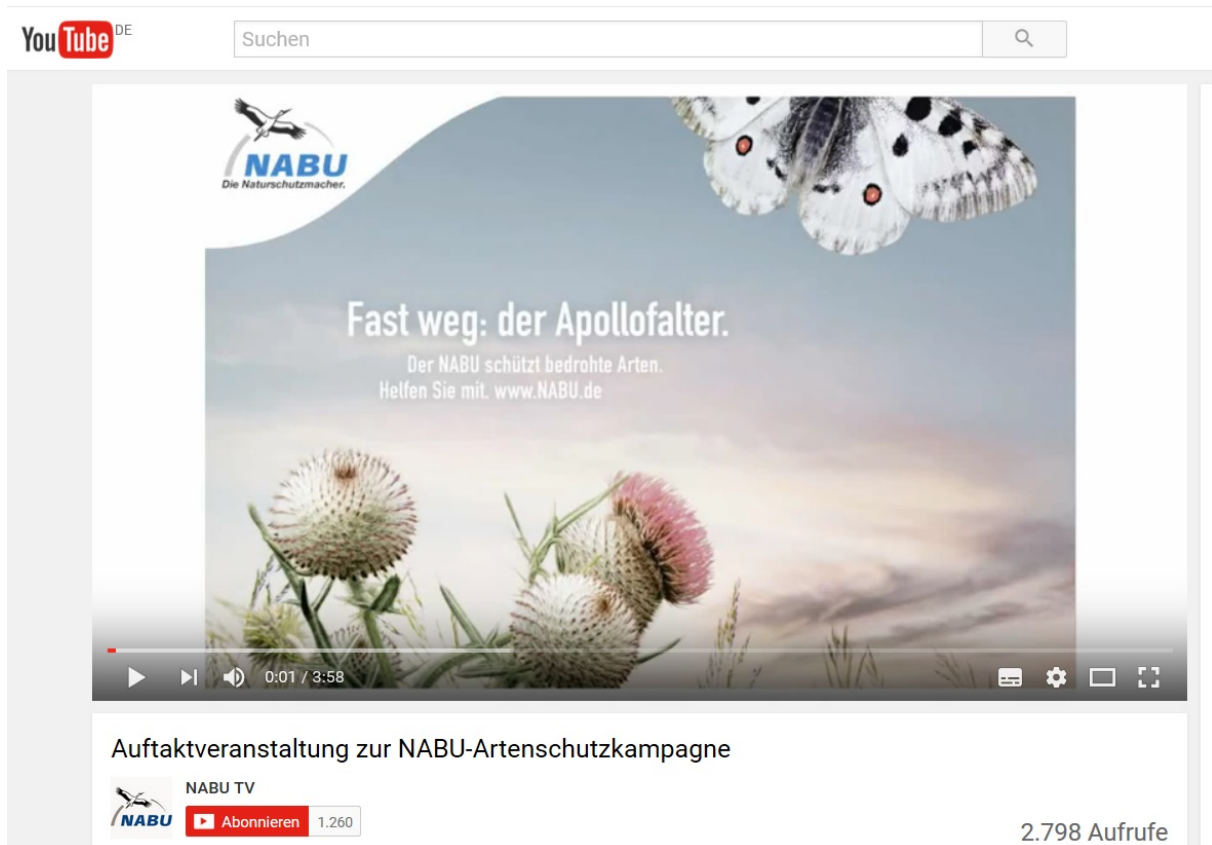 YouTube DE
Suchen
NABU
Die Naturschutzmacher.
Fast weg: der Apollofalter.
Der NABU schützt bedrohte Arten.
Helfen Sie mit. www.NABU.de
0:01 / 3:58
Auftaktveranstaltung zur NABU-Artenschutzkampagne
NABU TV
NABU
Abonnieren 1.260
2.798 Aufrufe